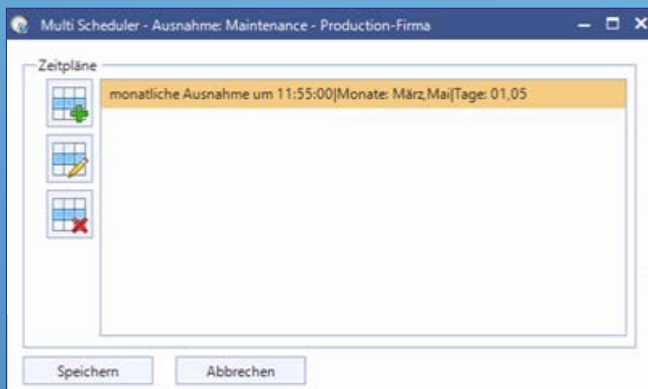 Multi Scheduler - Ausnahme: Maintenance - Production-Firma
Zeitpläne
monatliche Ausnahme um 11:55:00|Monate: März,Mai|Tage: 01,05
Speichern
Abbrechen